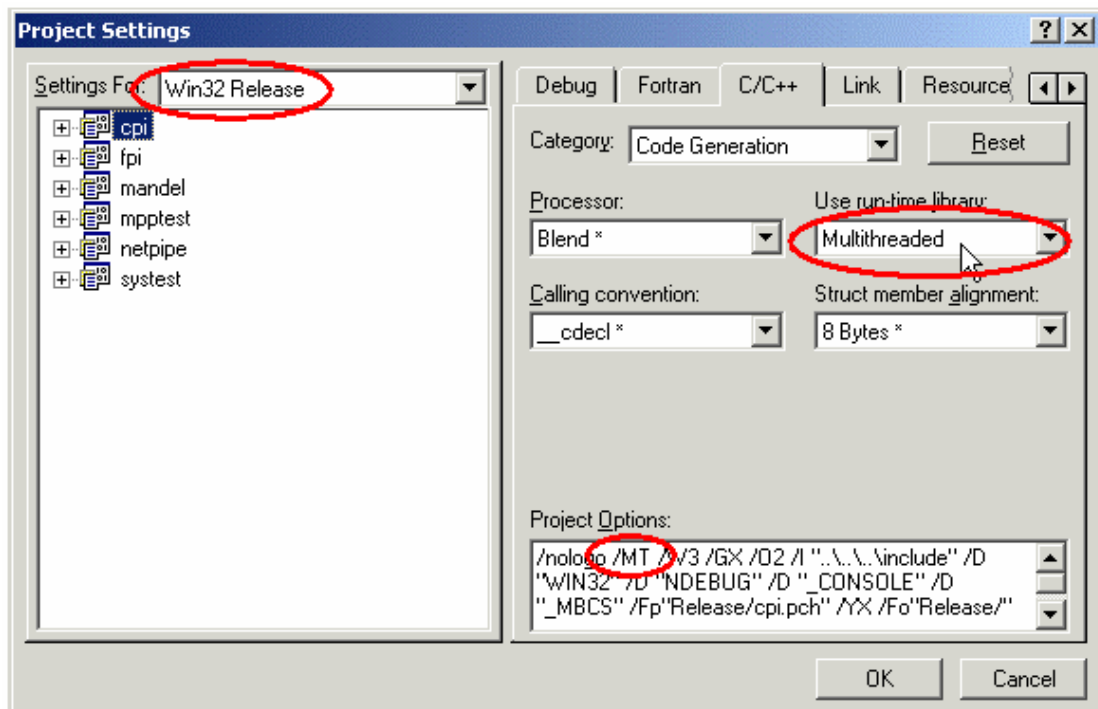 Project Settings
Settings For: Win32 Release
cpi
fpi
mandel
mpptest
netpipe
systest
Debug Fortran C/C++ Link Resource
Category: Code Generation Reset
Processor: Use run-time library:
Blend * Multithreaded
Calling convention: Struct member alignment:
__cdecl * 8 Bytes *
Project Options:
/nologo /MT /W3 /GX /O2 /I "..\..\..\include" /D
"WIN32" /D "NDEBUG" /D "_CONSOLE" /D
"_MBCS" /Fp"Release/cpi.pch" /YX /Fo"Release/"
OK Cancel